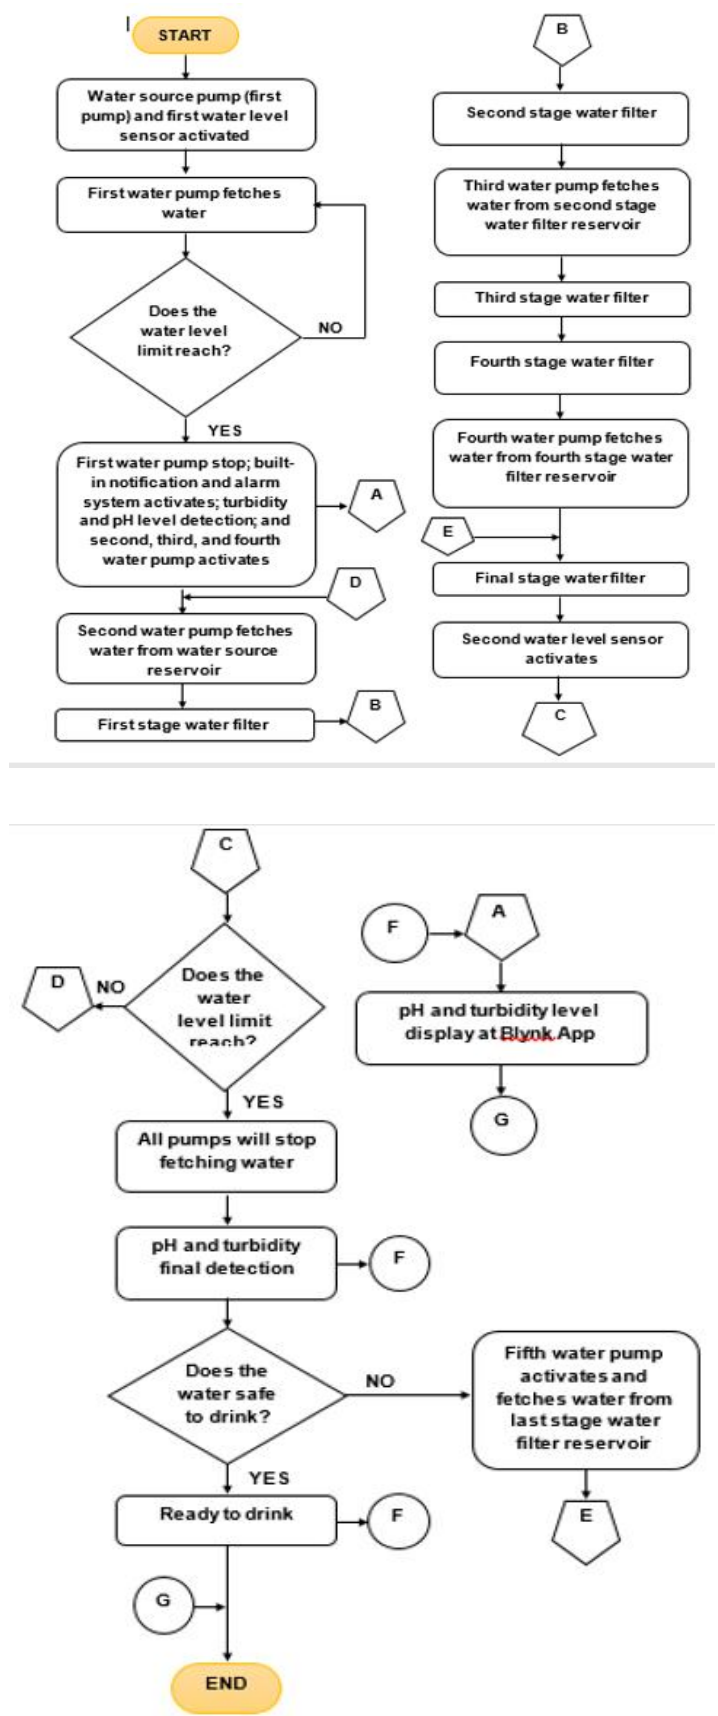 START
Water source pump (first
pump) and first water level
sensor activated
First water pump fetches
water
Does the
water level
limit reach?
NO
YES
First water pump stop; built-
in notification and alarm
system activates; turbidity
and pH level detection; and
second, third, and fourth
water pump activates
A
D
Second water pump fetches
water from water source
reservoir
First stage water filter
B
B
Second stage water filter
Third water pump fetches
water from second stage
water filter reservoir
Third stage water filter
Fourth stage water filter
Fourth water pump fetches
water from fourth stage water
filter reservoir
E
Final stage water filter
Second water level sensor
activates
C
C
Does the
water
level limit
reach?
D
NO
YES
All pumps will stop
fetching water
pH and turbidity
final detection
F
Does the
water safe
to drink?
NO
YES
Ready to drink
F
G
END
F
A
pH and turbidity level
display at Blynk App
G
Fifth water pump
activates and
fetches water from
last stage water
filter reservoir
E